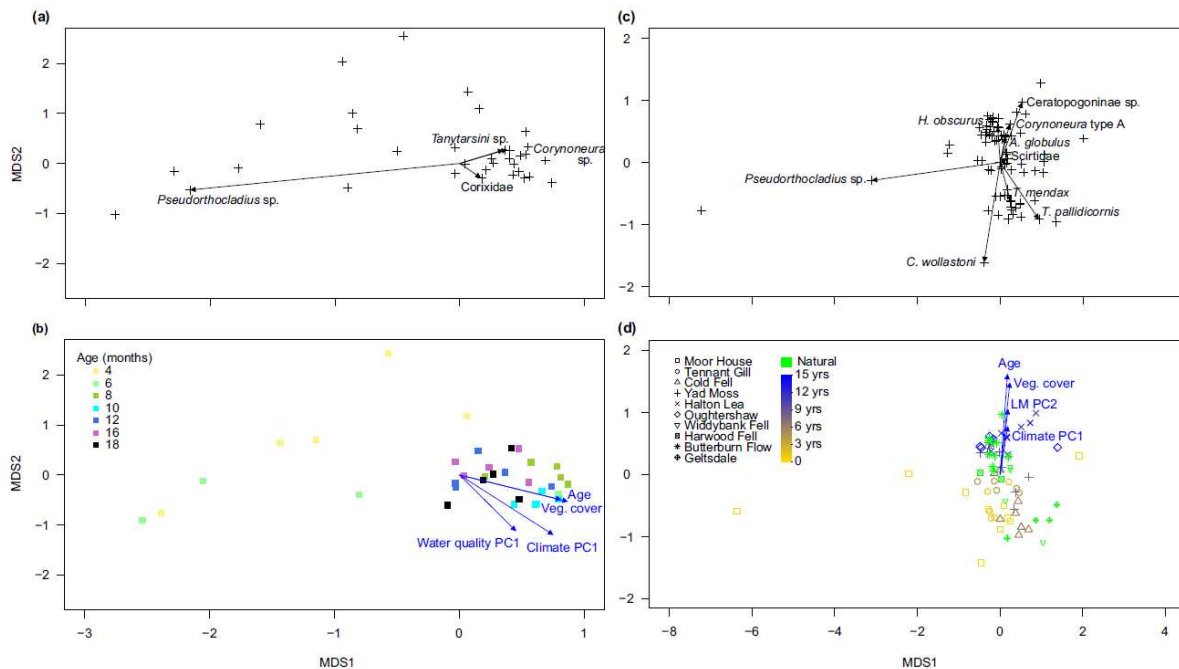 (a)
2
1
0
−1
−2
MDS2
Tanytarsini sp.
Corynoneura
sp.
Corixidae
Pseudorthocladius sp.
(c)
2
1
0
−1
−2
Ceratopogoninae sp.
H. obscurus
Corynoneura type A
A. globulus
Scirtidae
Pseudorthocladius sp.
T. mendax
T. pallidicornis
C. wollastoni
(b)
2
1
0
−1
−2
MDS2
Age (months)
4
6
8
10
12
16
18
Age
Veg. cover
Water quality PC1
Climate PC1
−3
−2
−1
0
1
MDS1
(d)
2
1
0
−1
−2
Moor House
Tennant Gill
Cold Fell
Yad Moss
Halton Lea
Oughtershaw
Widdybank Fell
Harwood Fell
Butterburn Flow
Geltsdale
Natural
15 yrs
12 yrs
9 yrs
6 yrs
3 yrs
0
Age
Veg. cover
LM PC2
Climate PC1
−8
−6
−4
−2
0
2
4
MDS1